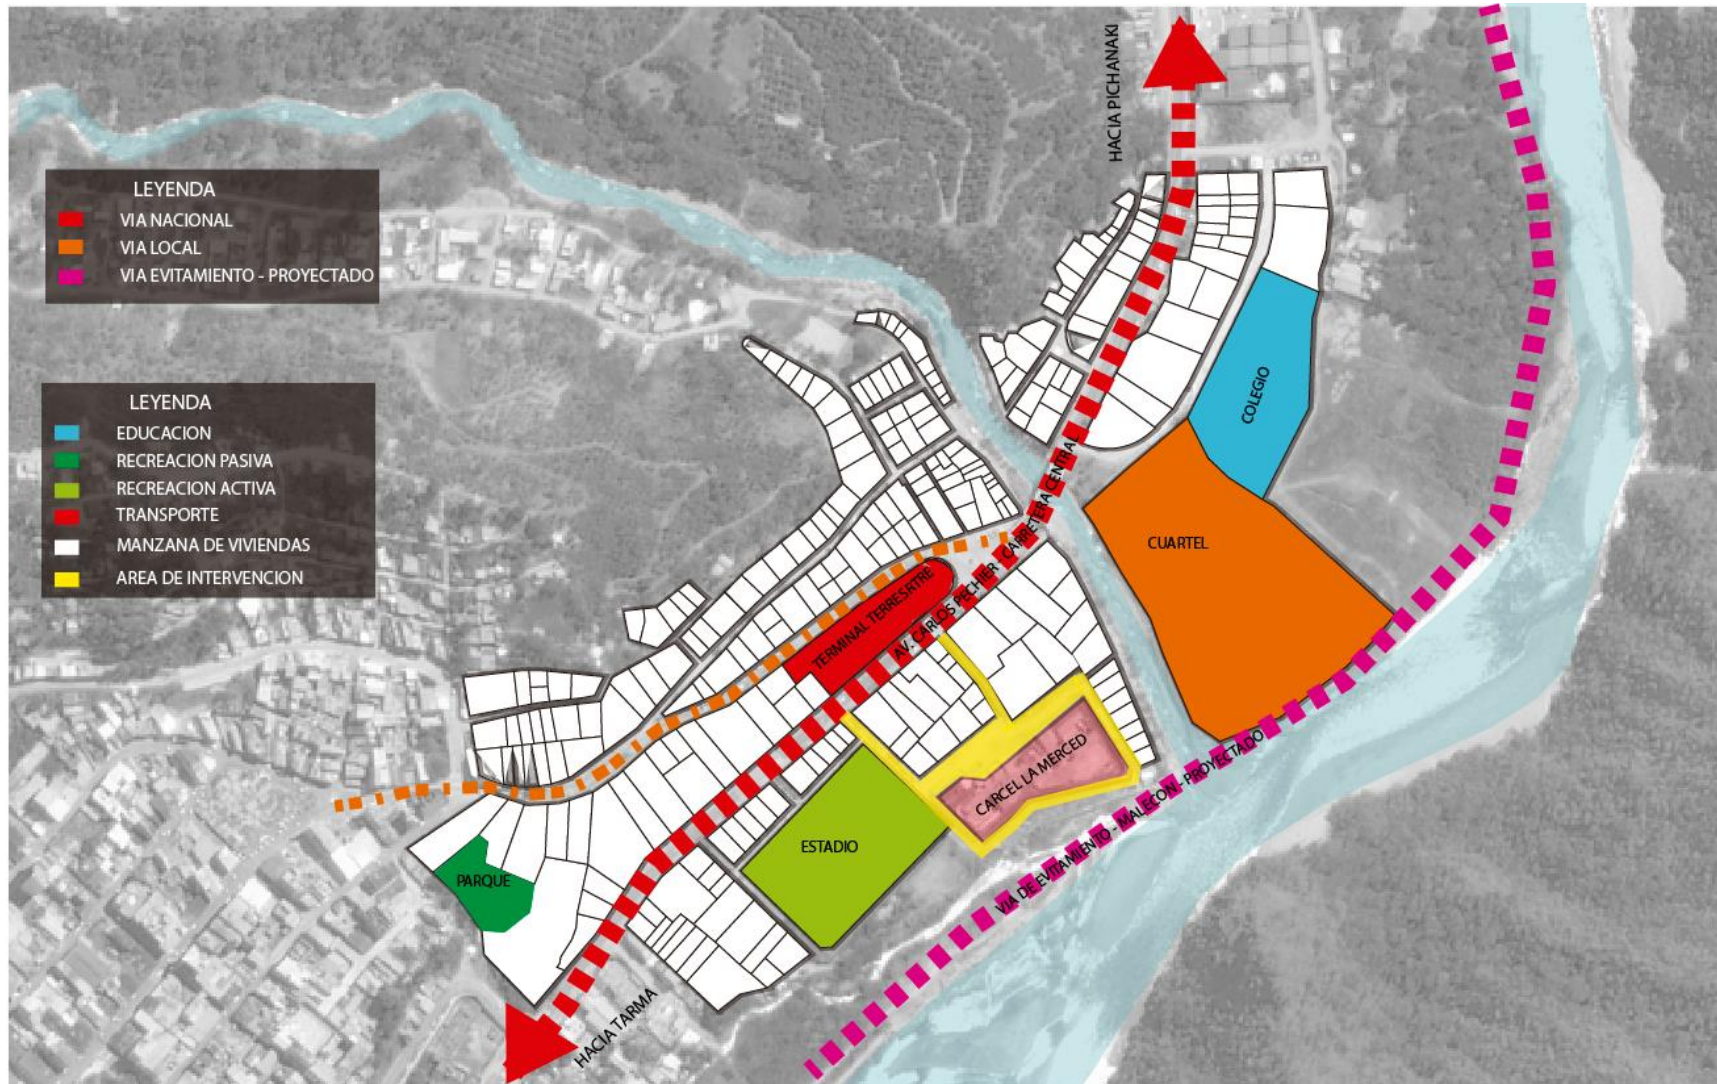 HACIA PICHANAKI
LEYENDA
VIA NACIONAL
VIA LOCAL
VIA EVITAMIENTO - PROYECTADO
LEYENDA
EDUCACION
RECREACION PASIVA
RECREACION ACTIVA
TRANSPORTE
MANZANA DE VIVIENDAS
AREA DE INTERVENCION
COLEGIO
CUARTEL
AV. CARLOS PECHIER CARRETERA CENTRAL
TERMINAL TERRESRTRE
CARCEL LA MERCED
ESTADIO
PARQUE
VIA DE EVITAMIENTO - MALECON - PROYECTADO
HACIA TARMA